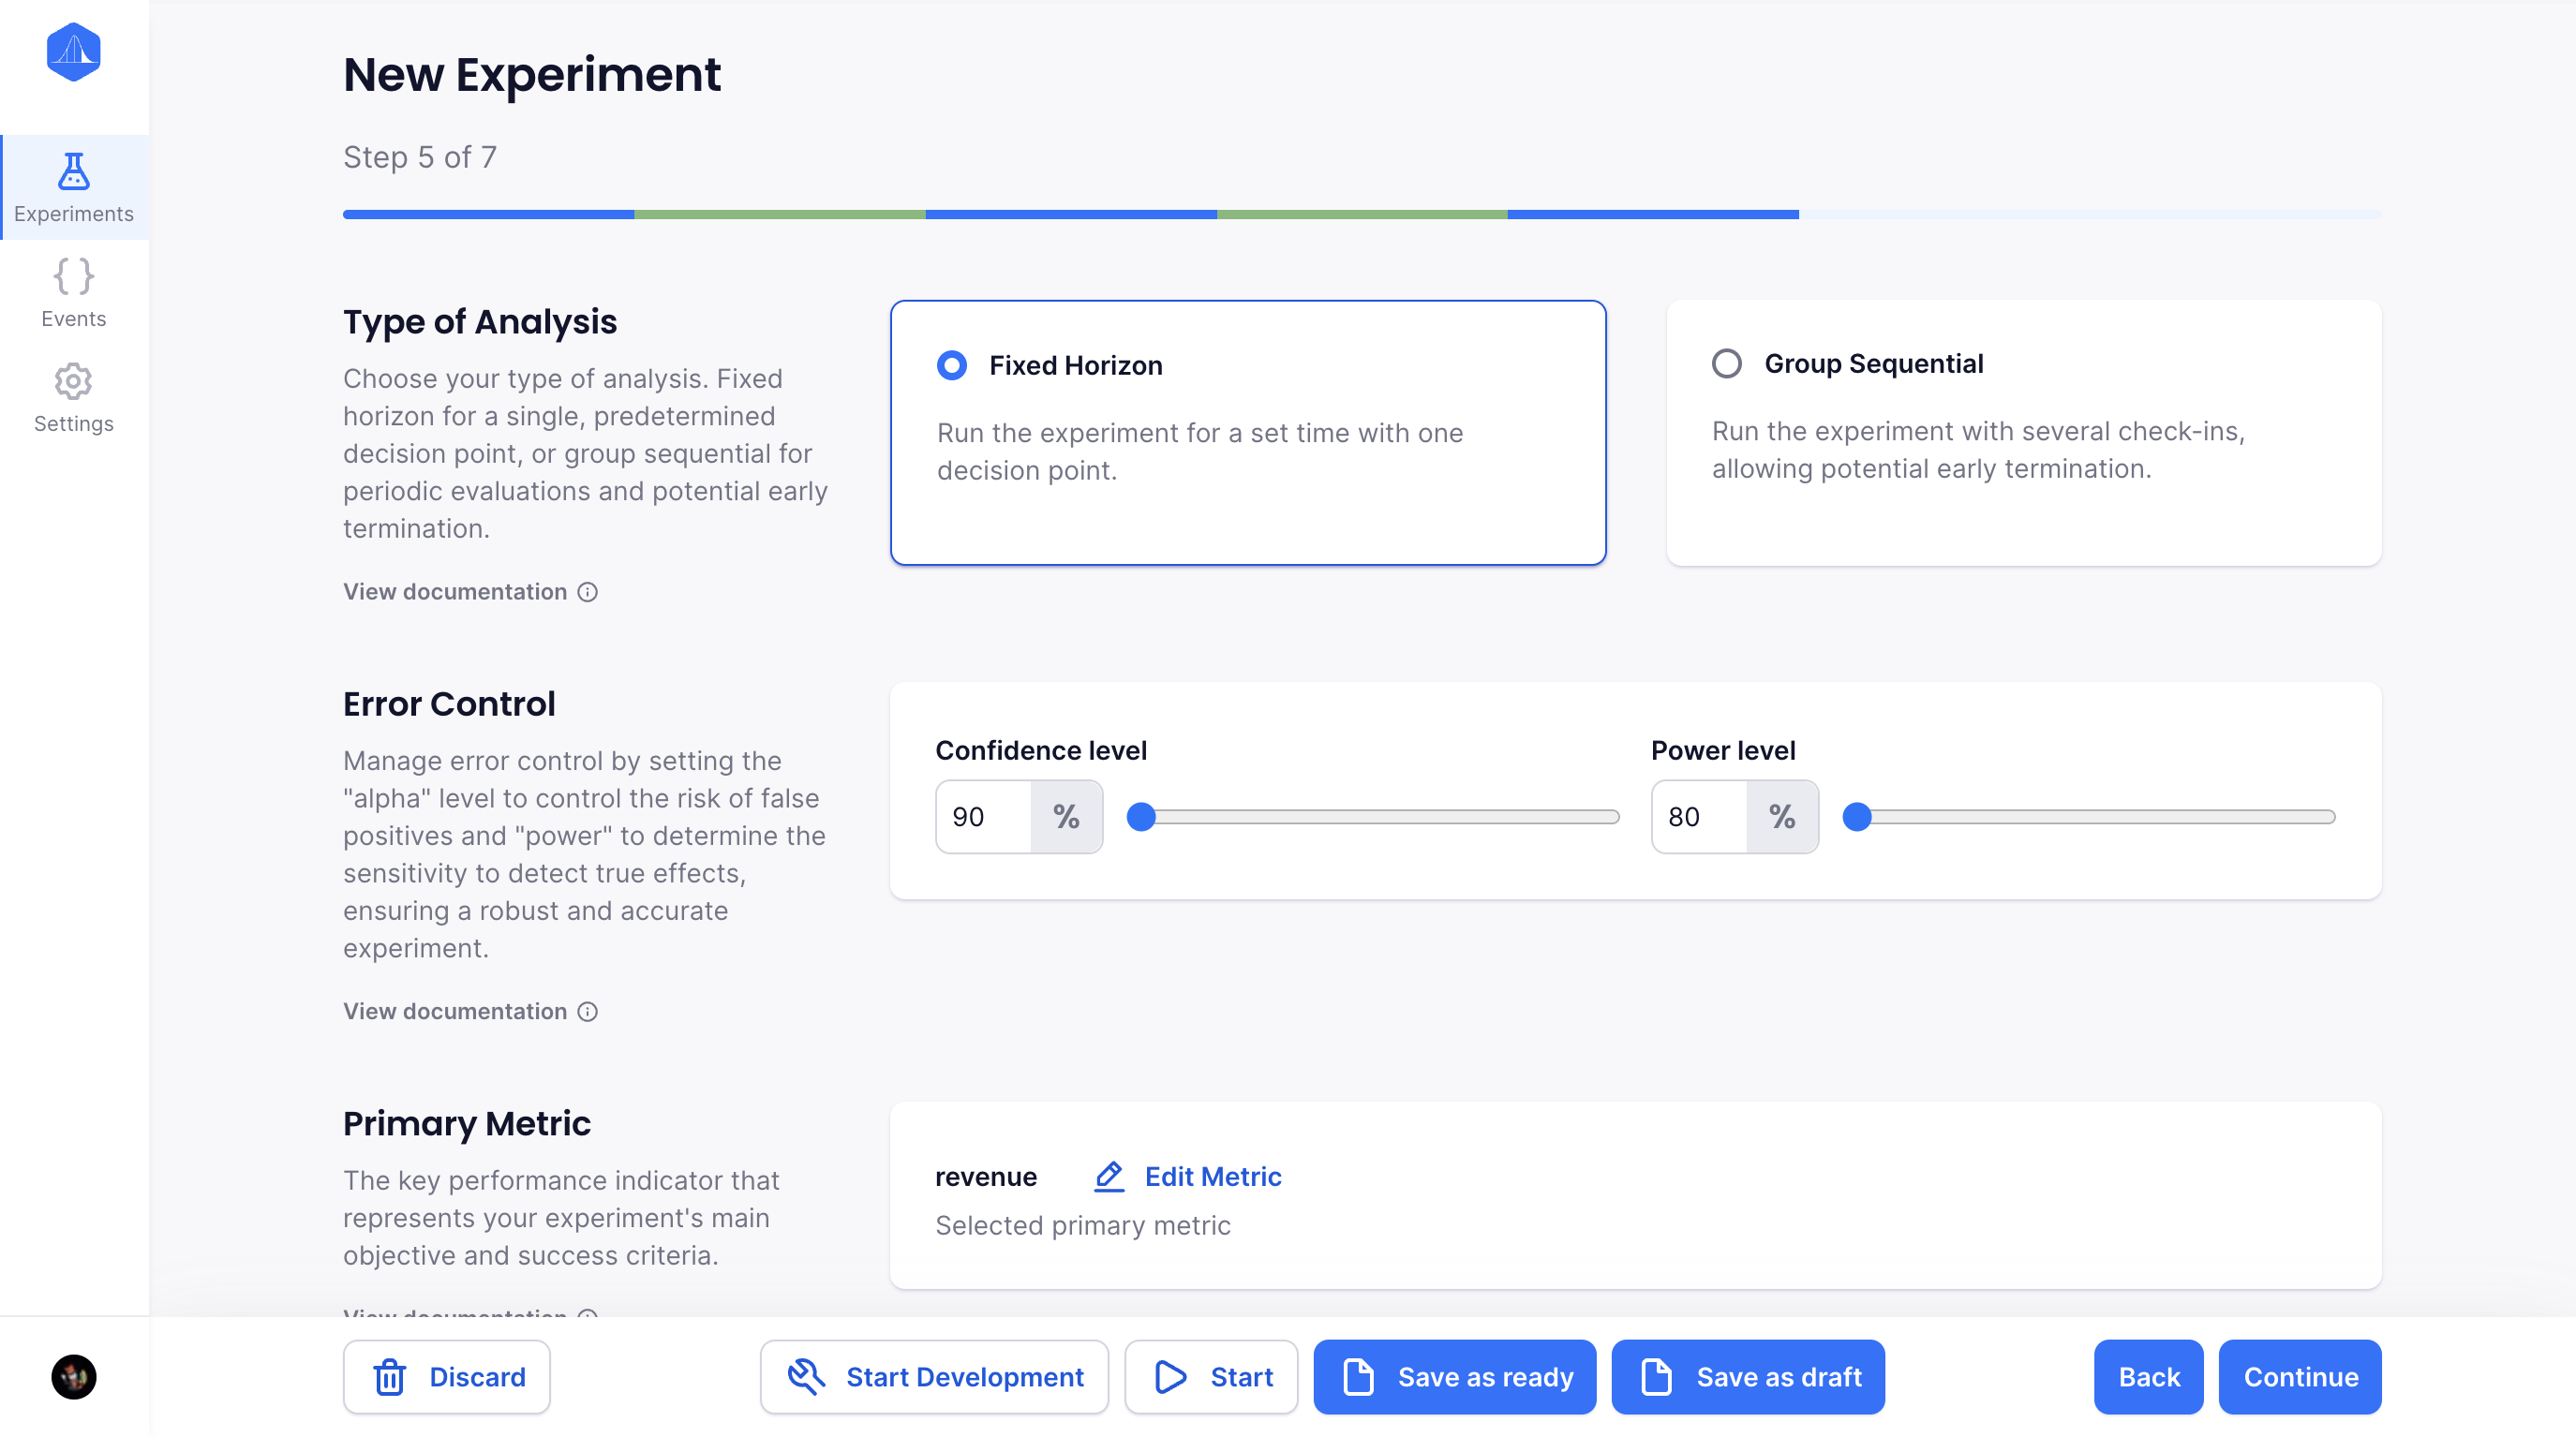 New Experiment
Step 5 of 7
Experiments
Events
Settings
Type of Analysis
Choose your type of analysis. Fixed
horizon for a single, predetermined
decision point, or group sequential for
periodic evaluations and potential early
termination.
View documentation
Fixed Horizon
Run the experiment for a set time with one
decision point.
Group Sequential
Run the experiment with several check-ins,
allowing potential early termination.
Error Control
Manage error control by setting the
"alpha" level to control the risk of false
positives and "power" to determine the
sensitivity to detect true effects,
ensuring a robust and accurate
experiment.
View documentation
Confidence level
90 %
Power level
80 %
Primary Metric
The key performance indicator that
represents your experiment's main
objective and success criteria.
View documentation
revenue Edit Metric
Selected primary metric
Discard
Start Development
Start
Save as ready
Save as draft
Back
Continue